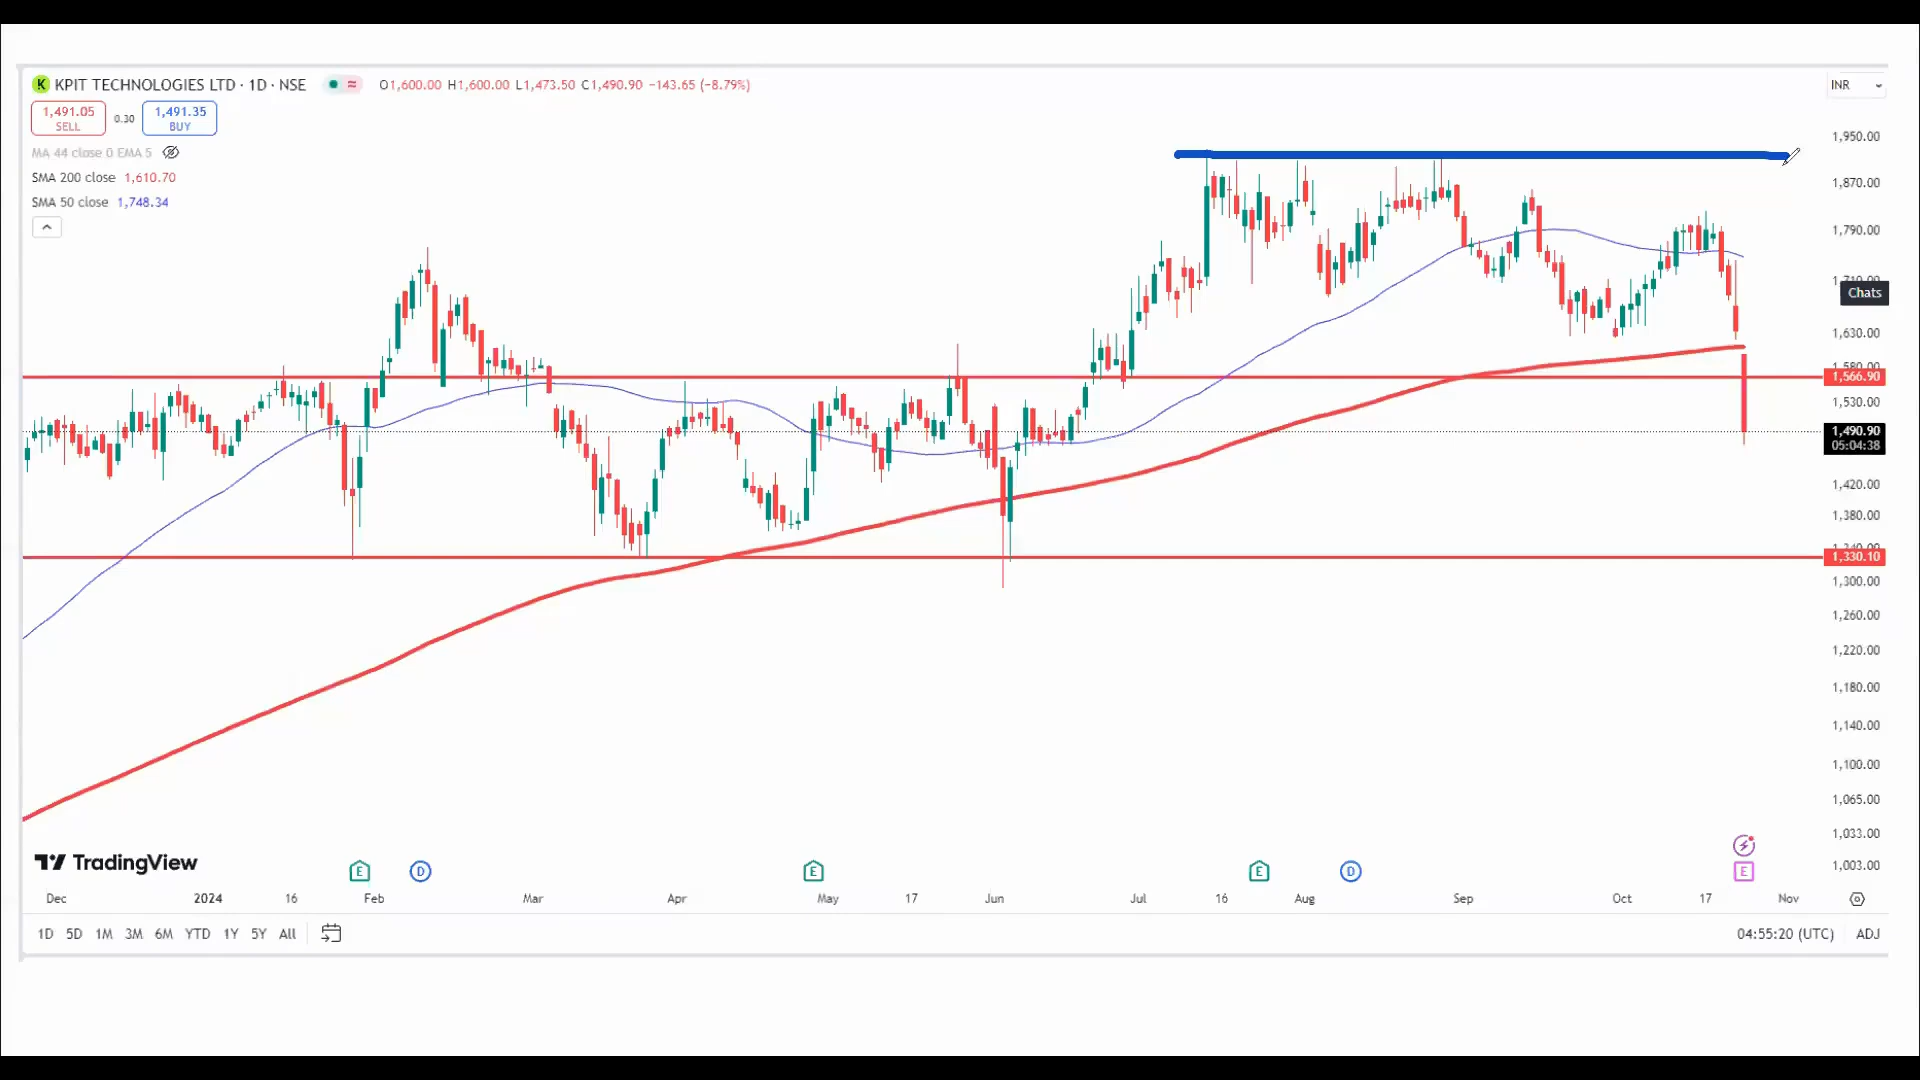 K KPIT TECHNOLOGIES LTD · 1D · NSE O1,600.00 H1,600.00 L1,473.50 C1,490.90 −143.65 (−8.79%)
INR
1,491.05 SELL 0.30 1,491.35 BUY
MA 44 close 0 EMA 5
SMA 200 close 1,610.70
SMA 50 close 1,748.34
1,950.00
1,870.00
1,790.00
Chats
1,630.00
1,566.90
1,530.00
1,490.90
05:04:38
1,420.00
1,380.00
1,330.10
1,300.00
1,260.00
1,220.00
1,180.00
1,140.00
1,100.00
1,065.00
1,033.00
1,003.00
TradingView
E D E E D E
Dec 2024 16 Feb Mar Apr May 17 Jun Jul 16 Aug Sep Oct 17 Nov
1D 5D 1M 3M 6M YTD 1Y 5Y All 04:55:20 (UTC) ADJ